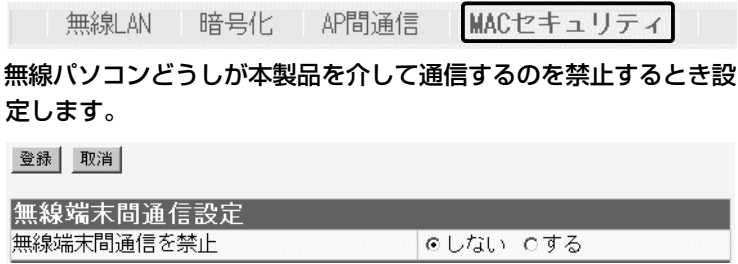 無線LAN 暗号化 AP間通信 MACセキュリティ
無線パソコンどうしが本製品を介して通信するのを禁止するとき設
定します。
登録 取消
無線端末間通信設定
無線端末間通信を禁止 しない する